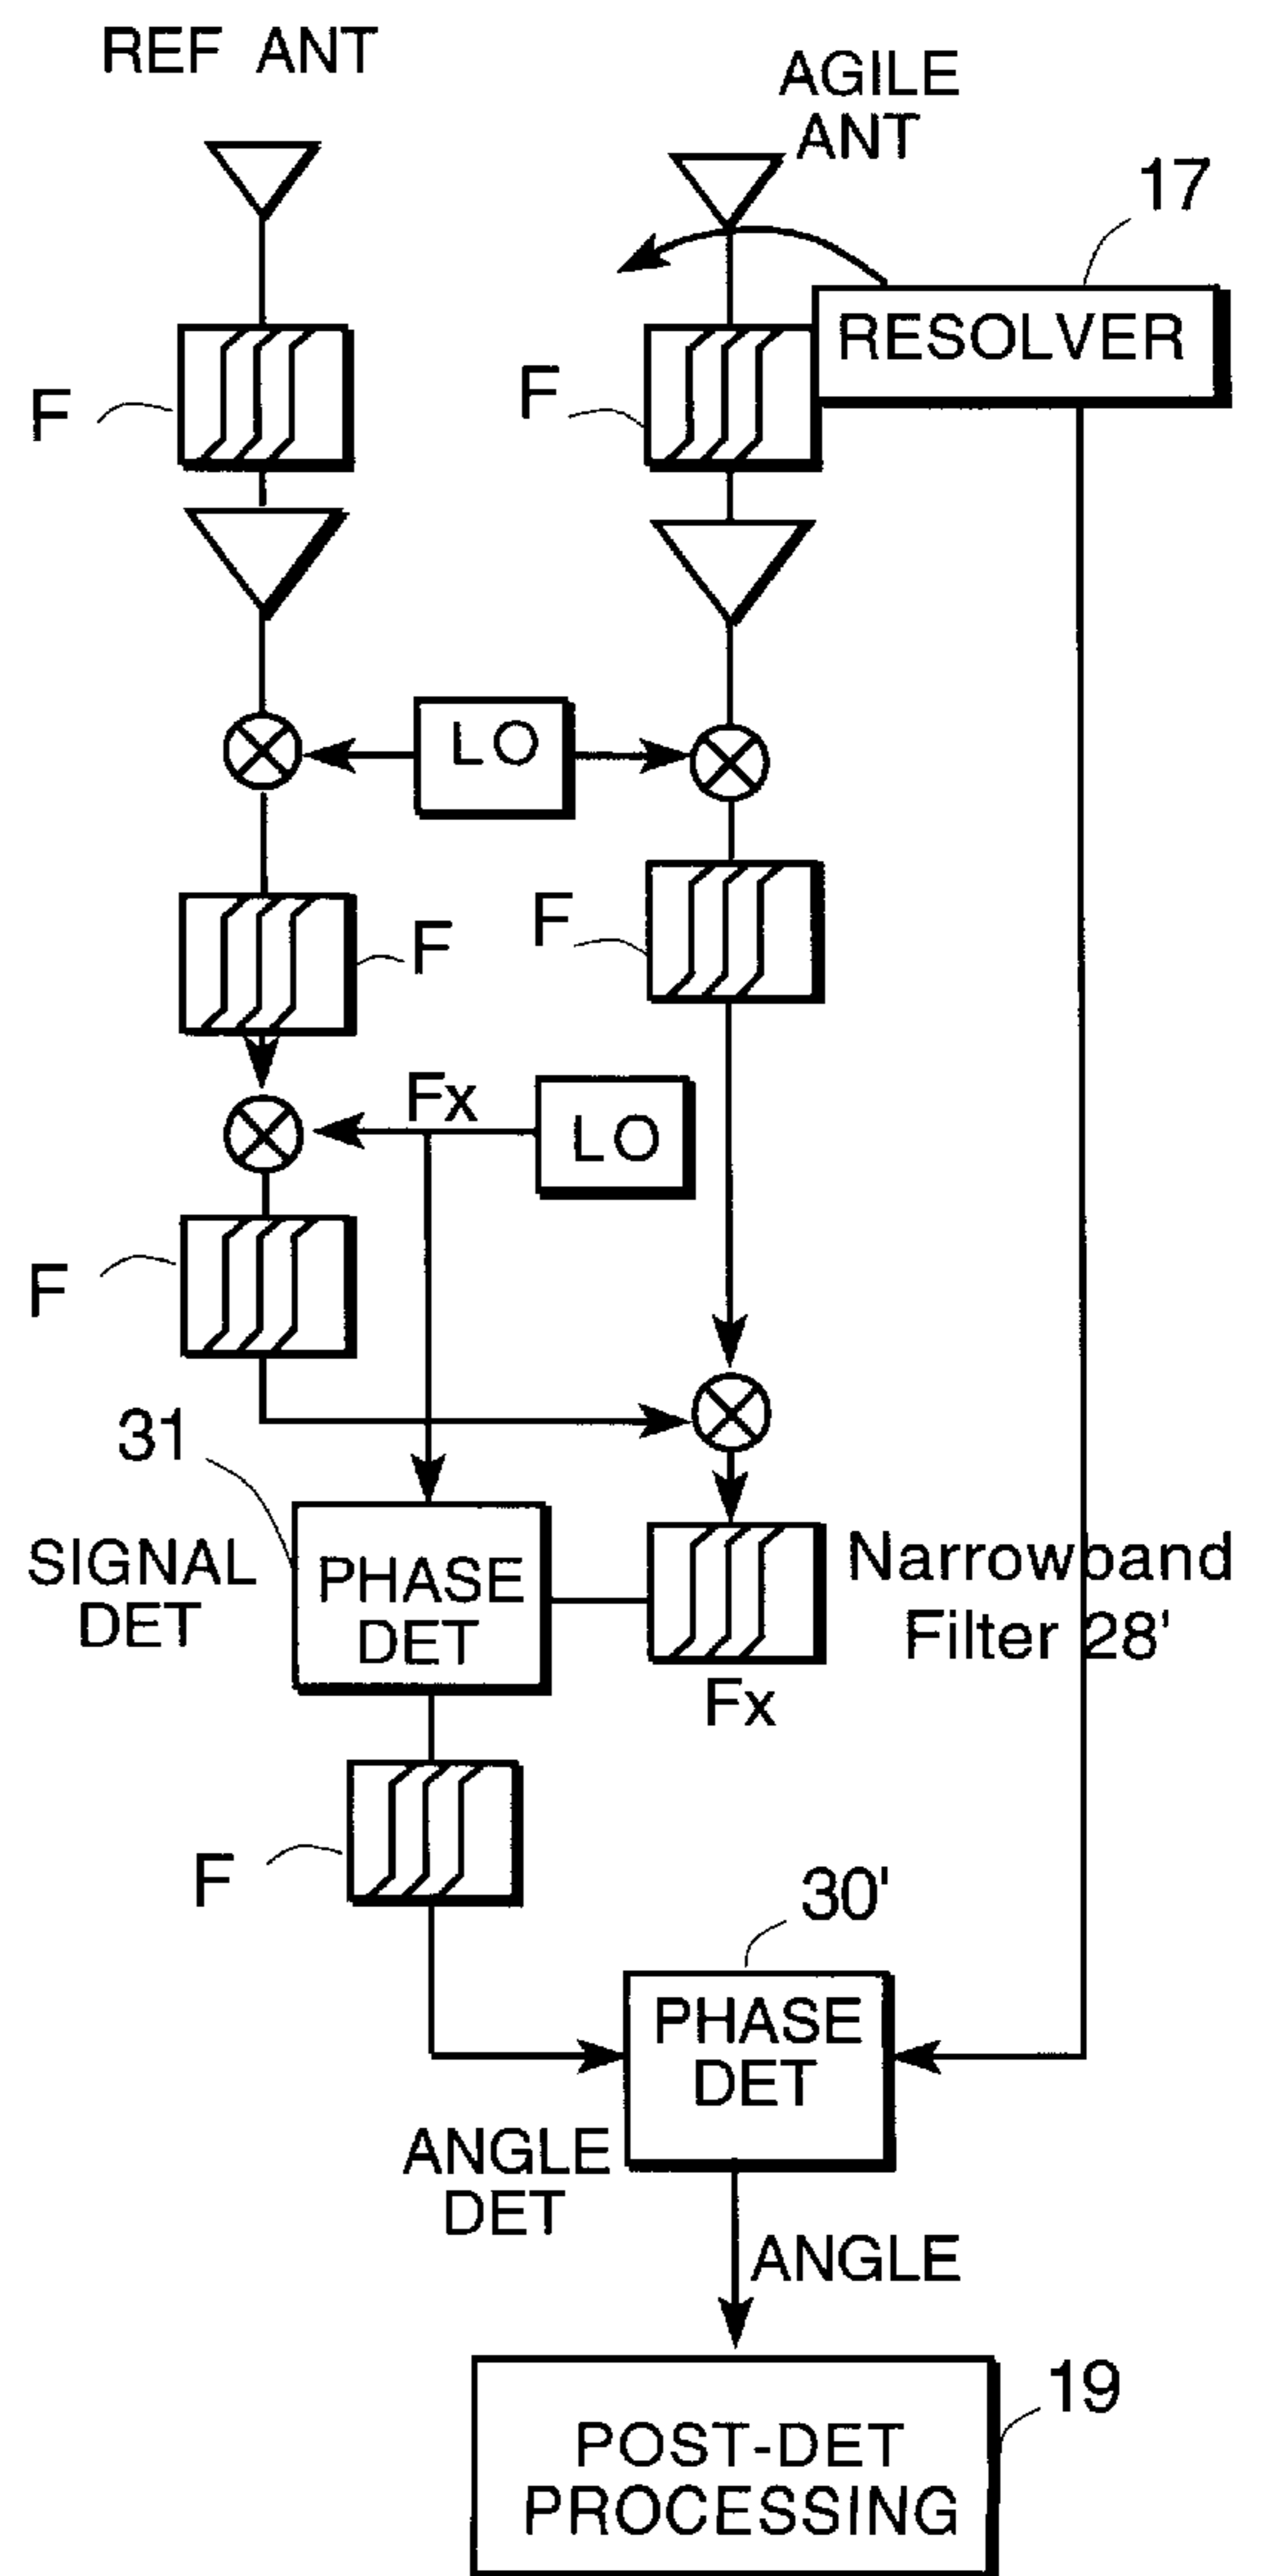 REF ANT
AGILE
ANT
17
RESOLVER
F
F
LO
F
F
Fx
LO
F
31
SIGNAL
DET
PHASE
DET
Narrowband
Filter 28'
Fx
F
30'
PHASE
DET
ANGLE
DET
ANGLE
19
POST-DET
PROCESSING